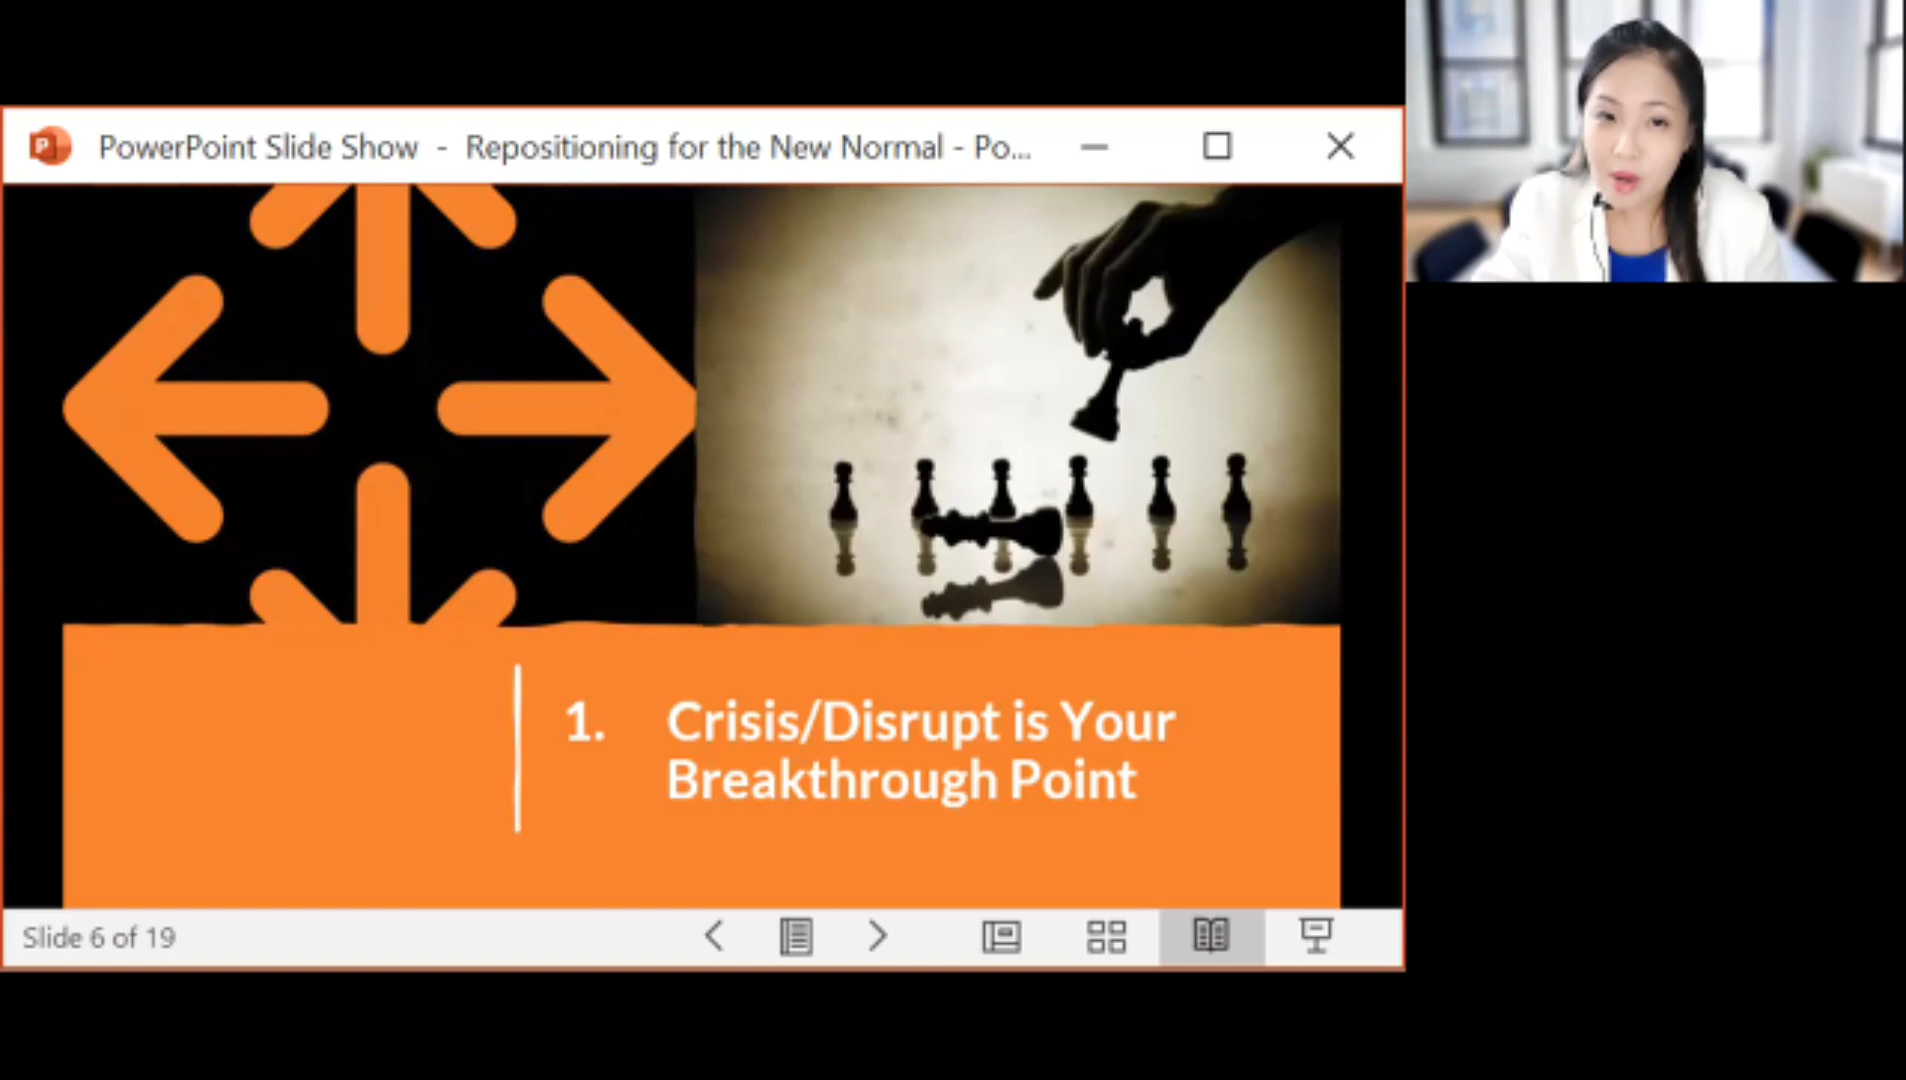 P
PowerPoint Slide Show - Repositioning for the New Normal - Po...
1. Crisis/Disrupt is Your
Breakthrough Point
Slide 6 of 19